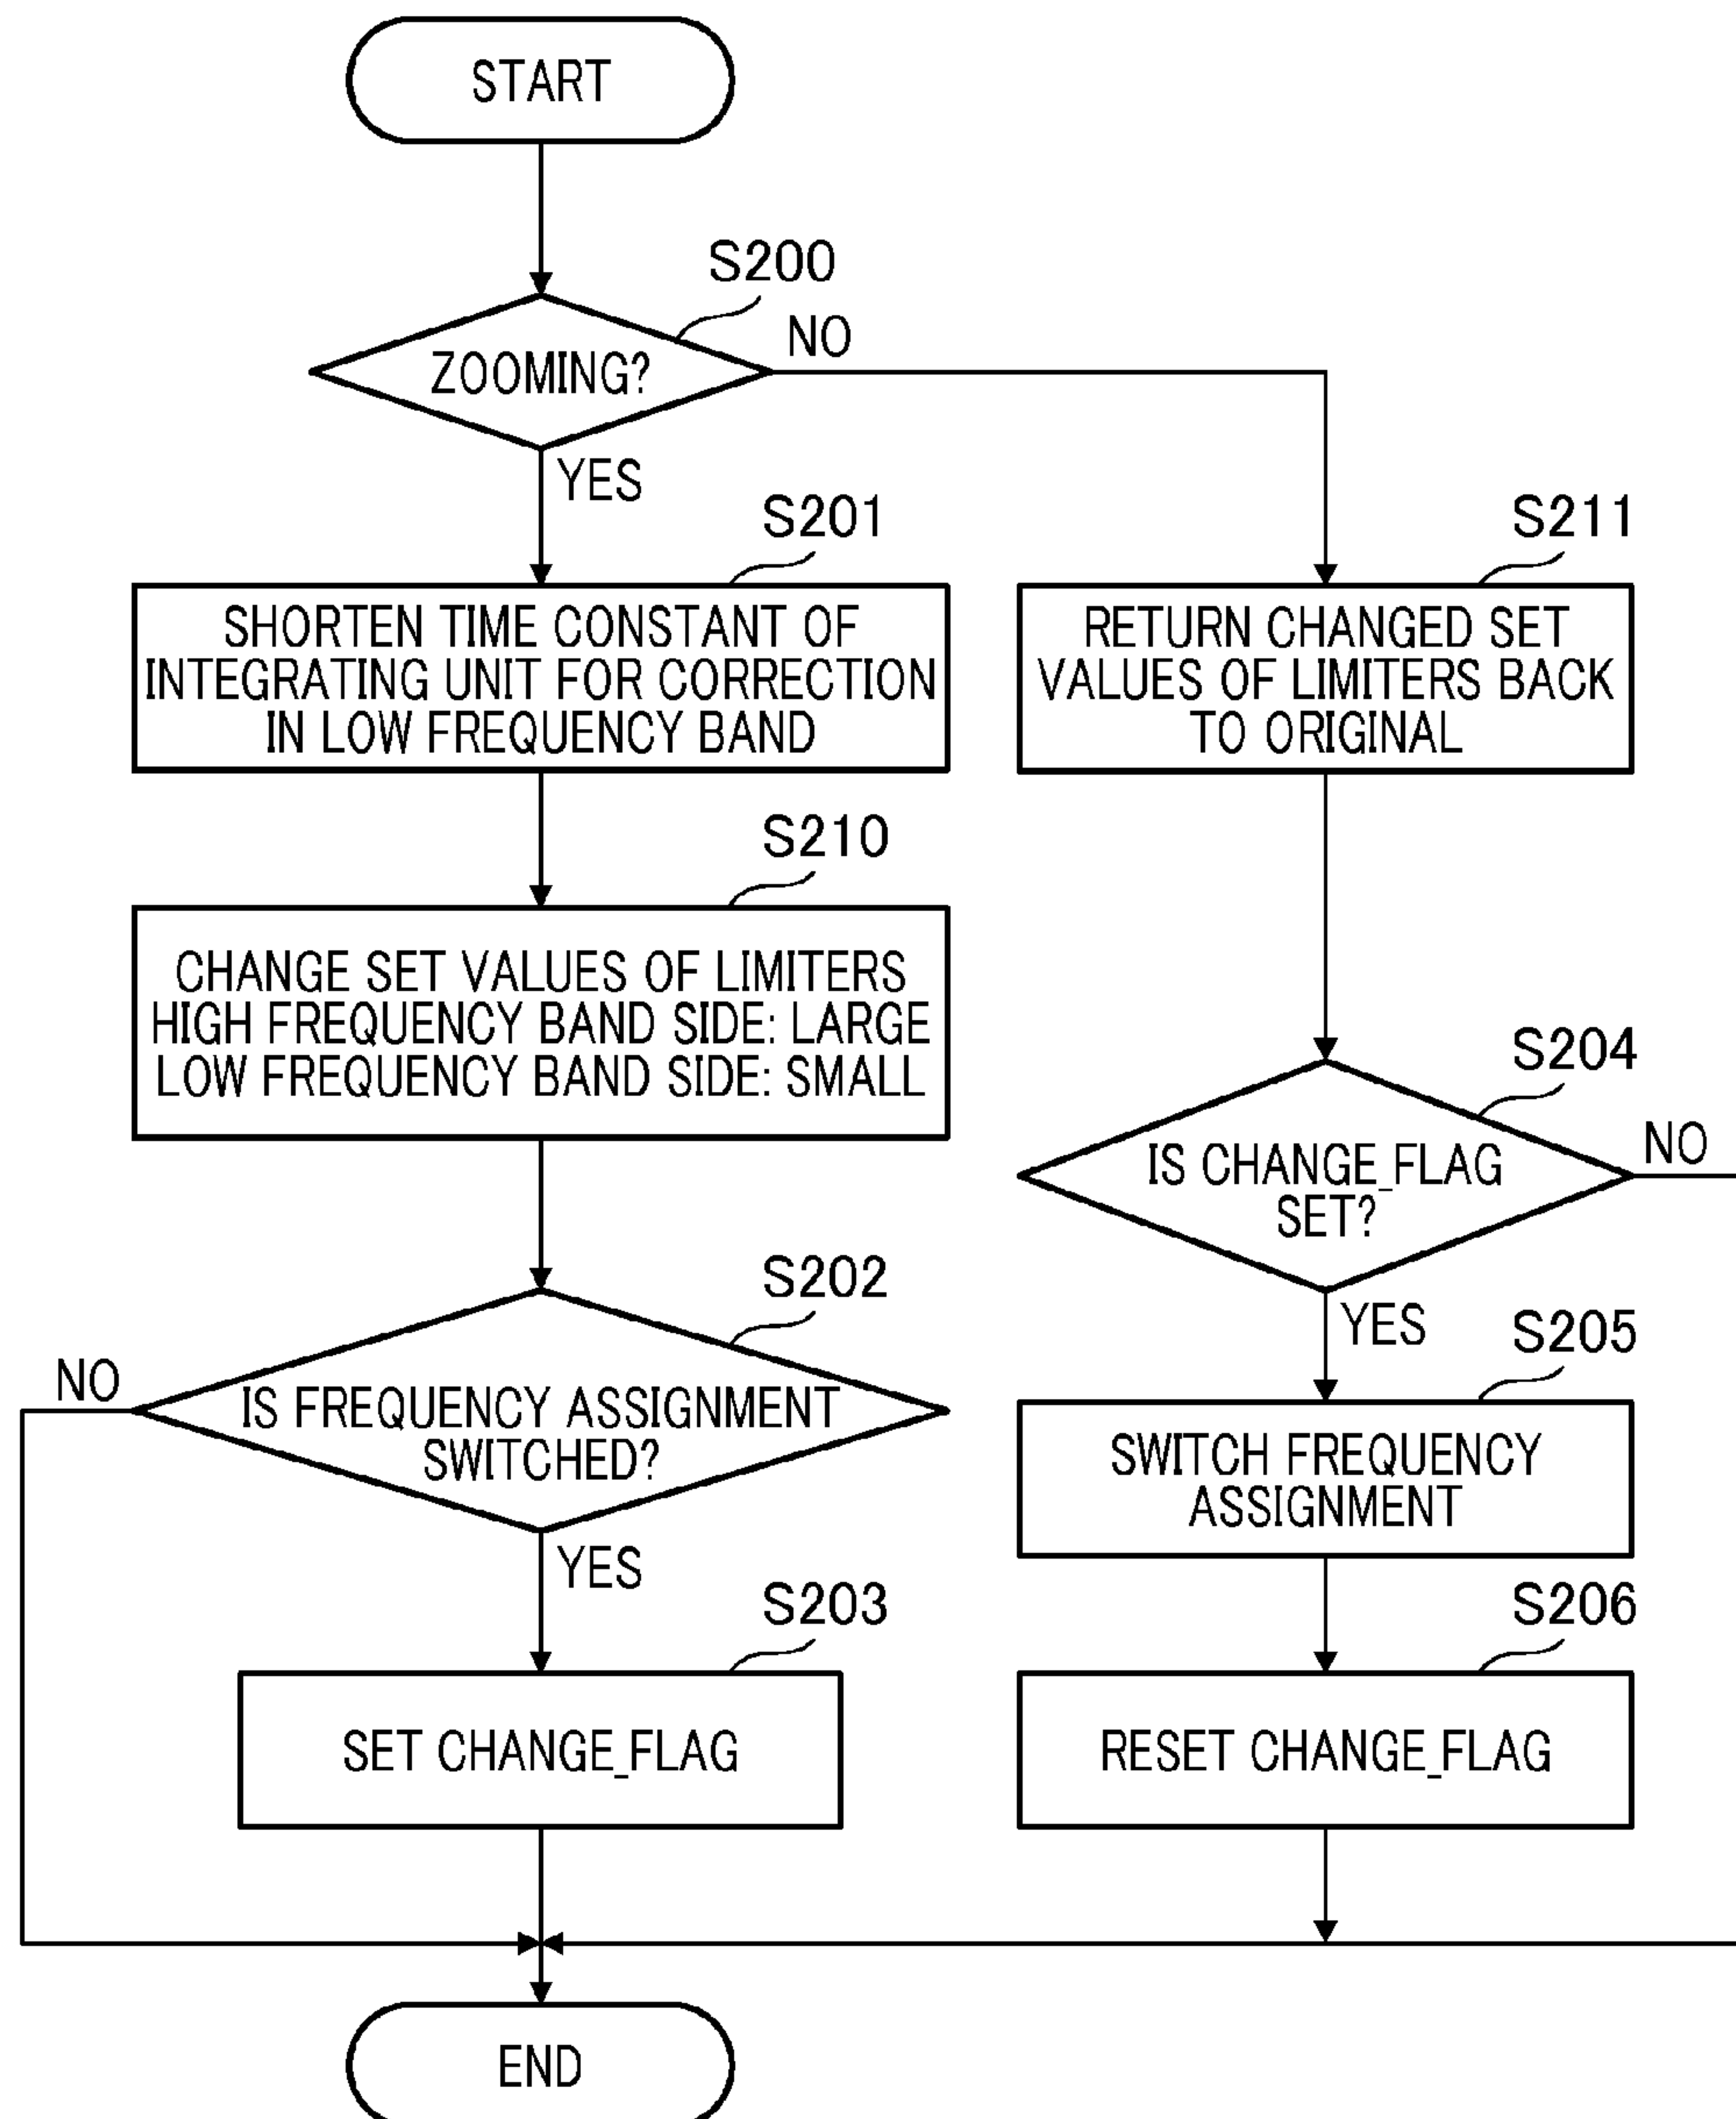 START
S200
ZOOMING?
NO
YES
S201
SHORTEN TIME CONSTANT OF
INTEGRATING UNIT FOR CORRECTION
IN LOW FREQUENCY BAND
S211
RETURN CHANGED SET
VALUES OF LIMITERS BACK
TO ORIGINAL
S210
CHANGE SET VALUES OF LIMITERS
HIGH FREQUENCY BAND SIDE: LARGE
LOW FREQUENCY BAND SIDE: SMALL
S204
IS CHANGE_FLAG
SET?
NO
YES
S202
IS FREQUENCY ASSIGNMENT
SWITCHED?
NO
YES
S205
SWITCH FREQUENCY
ASSIGNMENT
S203
SET CHANGE_FLAG
S206
RESET CHANGE_FLAG
END